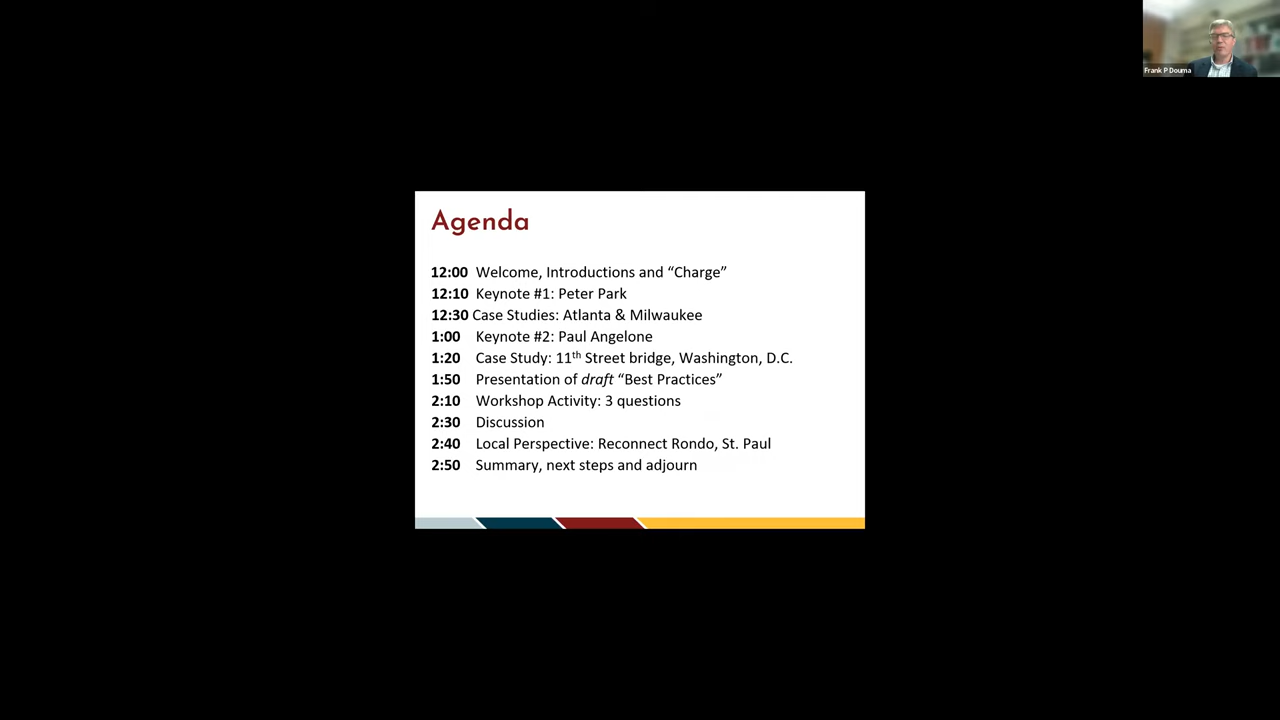 Frank P Douma
Agenda
12:00 Welcome, Introductions and “Charge”
12:10 Keynote #1: Peter Park
12:30 Case Studies: Atlanta & Milwaukee
1:00 Keynote #2: Paul Angelone
1:20 Case Study: 11th Street bridge, Washington, D.C.
1:50 Presentation of draft “Best Practices”
2:10 Workshop Activity: 3 questions
2:30 Discussion
2:40 Local Perspective: Reconnect Rondo, St. Paul
2:50 Summary, next steps and adjourn